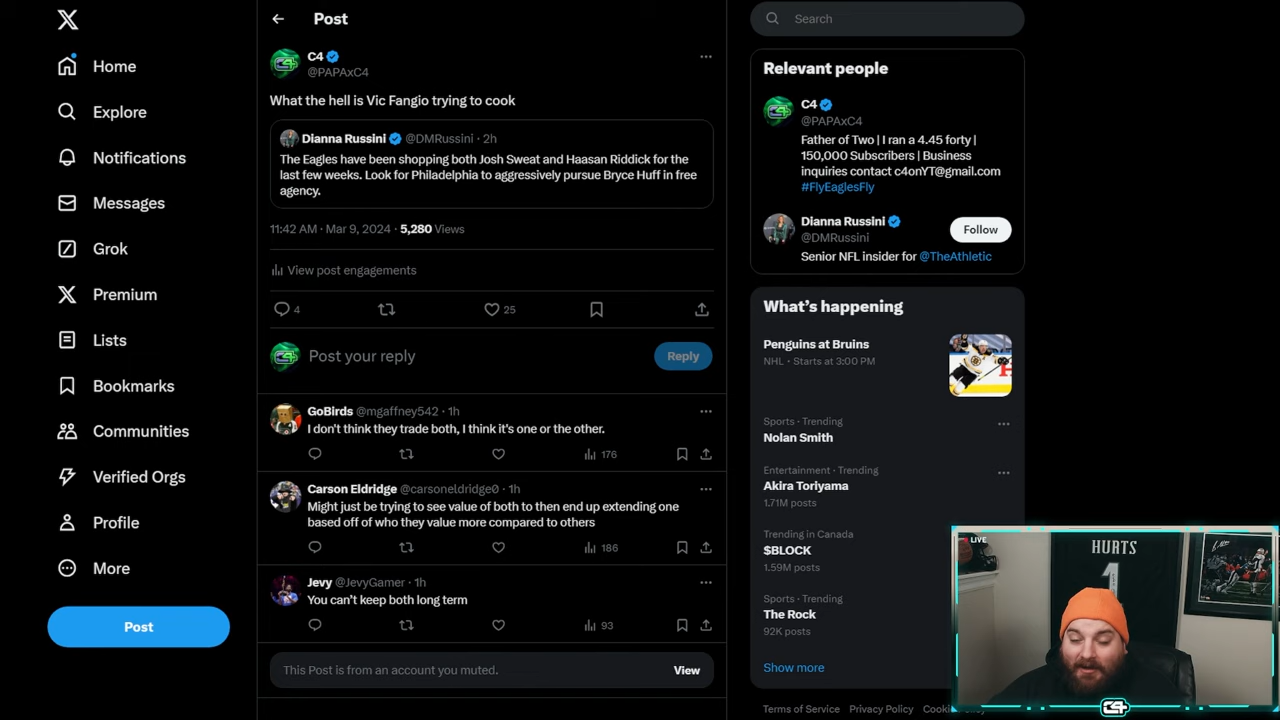 Home
Explore
Notifications
Messages
Grok
Premium
Lists
Bookmarks
Communities
Verified Orgs
Profile
More
Post
Post
C4
@PAPAxC4
What the hell is Vic Fangio trying to cook
Dianna Russini @DMRussini · 2h
The Eagles have been shopping both Josh Sweat and Haasan Riddick for the
last few weeks. Look for Philadelphia to aggressively pursue Bryce Huff in free
agency.
11:42 AM · Mar 9, 2024 · 5,280 Views
View post engagements
4
25
Post your reply
Reply
GoBirds @mgaffney542 · 1h
I don't think they trade both, I think it's one or the other.
176
Carson Eldridge @carsoneldridge0 · 1h
Might just be trying to see value of both to then end up extending one
based off of who they value more compared to others
186
Jevy @JevyGamer · 1h
You can't keep both long term
93
This Post is from an account you muted.
View
Search
Relevant people
C4
@PAPAxC4
Father of Two | I ran a 4.45 forty |
150,000 Subscribers | Business
inquiries contact c4onYT@gmail.com
#FlyEaglesFly
Dianna Russini
@DMRussini
Follow
Senior NFL insider for @TheAthletic
What's happening
Penguins at Bruins
NHL · Starts at 3:00 PM
Sports · Trending
Nolan Smith
Entertainment · Trending
Akira Toriyama
1.71M posts
Trending in Canada
$BLOCK
1.59M posts
Sports · Trending
The Rock
92K posts
Show more
Terms of Service Privacy Policy
LIVE
HURTS
1
C4